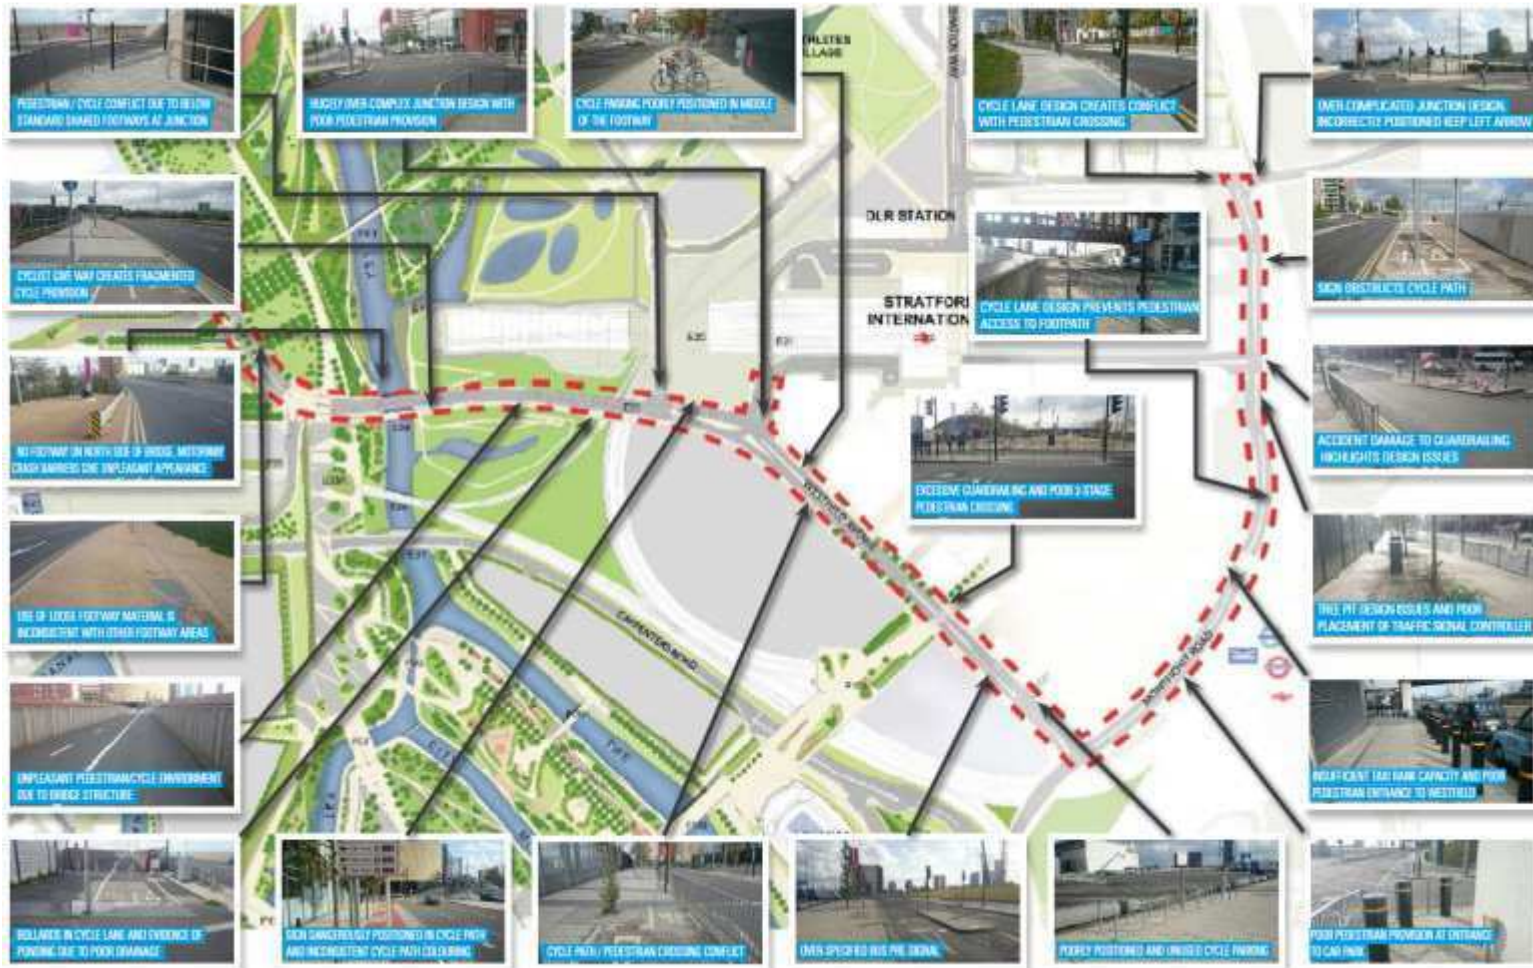 PEDESTRIAN / CYCLE CONFLICT DUE TO BELOW
STANDARD SHARED FOOTWAYS AT JUNCTION
HUGELY OVER-COMPLEX JUNCTION DESIGN WITH
POOR PEDESTRIAN PROVISION
CYCLE PARKING POORLY POSITIONED IN MIDDLE
OF THE FOOTWAY
CYCLE LANE DESIGN CREATES CONFLICT
WITH PEDESTRIAN CROSSING
OVER-COMPLICATED JUNCTION DESIGN,
INCORRECTLY POSITIONED KEEP LEFT ARROW
CYCLIST GIVE WAY CREATES FRAGMENTED
CYCLE PROVISION
DLR STATION
CYCLE LANE DESIGN PREVENTS PEDESTRIAN
ACCESS TO FOOTPATH
SIGN OBSTRUCTS CYCLE PATH
INTERNATION
NO FOOTWAY ON NORTH SIDE OF BRIDGE, MOTORWAY
CRASH BARRIERS GIVE UNPLEASANT APPEARANCE
ACCIDENT DAMAGE TO GUARDRAILING
HIGHLIGHTS DESIGN ISSUES
EXCESSIVE GUARDRAILING AND POOR 2-STAGE
PEDESTRIAN CROSSING
USE OF LOOSE FOOTWAY MATERIAL IS
INCONSISTENT WITH OTHER FOOTWAY AREAS
TREE PIT DESIGN ISSUES AND POOR
PLACEMENT OF TRAFFIC SIGNAL CONTROLLER
CARPENTERS ROAD
UNPLEASANT PEDESTRIAN/CYCLE ENVIRONMENT
DUE TO BRIDGE STRUCTURE
INSUFFICIENT TAXI RANK CAPACITY AND POOR
PEDESTRIAN ENTRANCE TO WESTFIELD
BOLLARDS IN CYCLE LANE AND EVIDENCE OF
PONDING DUE TO POOR DRAINAGE
SIGN DANGEROUSLY POSITIONED IN CYCLE PATH
AND INCONSISTENT CYCLE PATH COLOURING
CYCLE PATH / PEDESTRIAN CROSSING CONFLICT
OVER SPECIFIED BUS PRE SIGNAL
POORLY POSITIONED AND UNUSED CYCLE PARKING
POOR PEDESTRIAN PROVISION AT ENTRANCE
TO CAR PARK